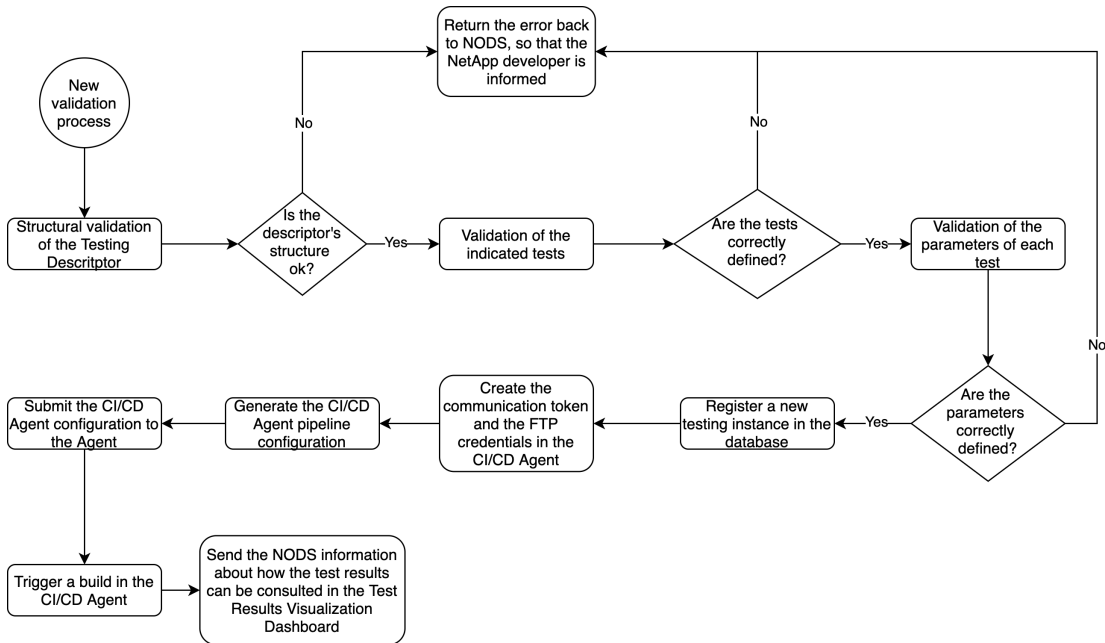 Return the error back
to NODS, so that the
NetApp developer is
informed
New
validation
process
No
No
Structural validation
of the Testing
Descritptor
Is the
descriptor's
structure
ok?
Yes
Validation of the
indicated tests
Are the tests
correctly
defined?
Yes
Validation of the
parameters of each
test
No
Submit the CI/CD
Agent configuration to
the Agent
Generate the CI/CD
Agent pipeline
configuration
Create the
communication token
and the FTP
credentials in the
CI/CD Agent
Register a new
testing instance in the
database
Yes
Are the
parameters
correctly
defined?
Trigger a build in the
CI/CD Agent
Send the NODS information
about how the test results
can be consulted in the Test
Results Visualization
Dashboard